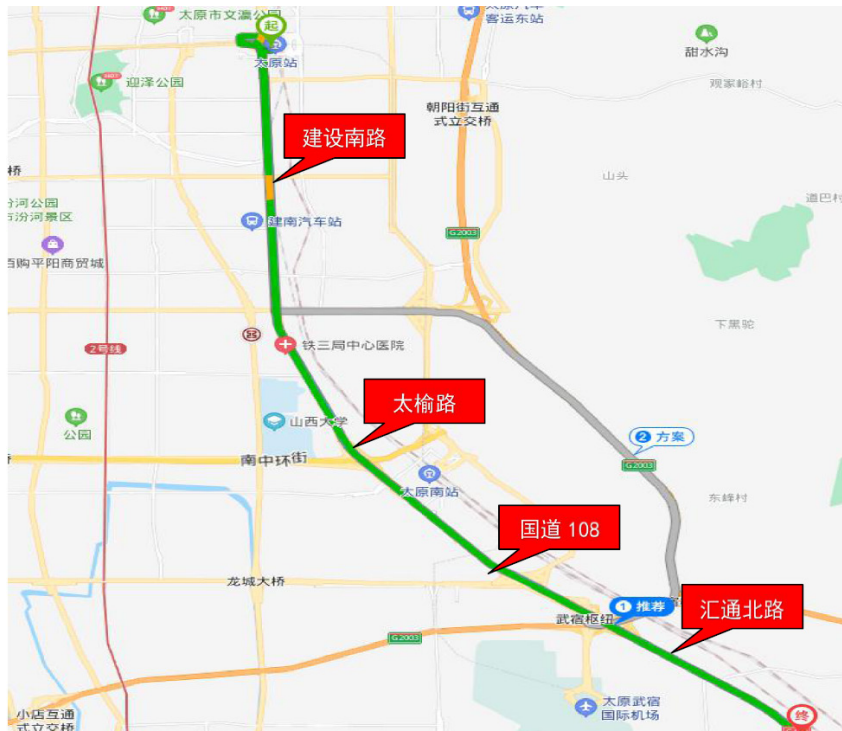 太原市文瀛公园
起
太原站
太原汽车
客运东站
甜水沟
观家峪村
迎泽公园
朝阳街互通
式立交桥
建设南路
桥
山头
道巴村
汾河公园
市汾河景区
建南汽车站
G2003
百购平阳商贸城
下黑驼
2号线
铁三局中心医院
太榆路
山西大学
公园
2 方案
南中环街
G2003
太原南站
东峰村
国道 108
龙城大桥
1 推荐
汇通北路
武宿枢纽
G2003
太原武宿
国际机场
小店互通
式立交桥
终